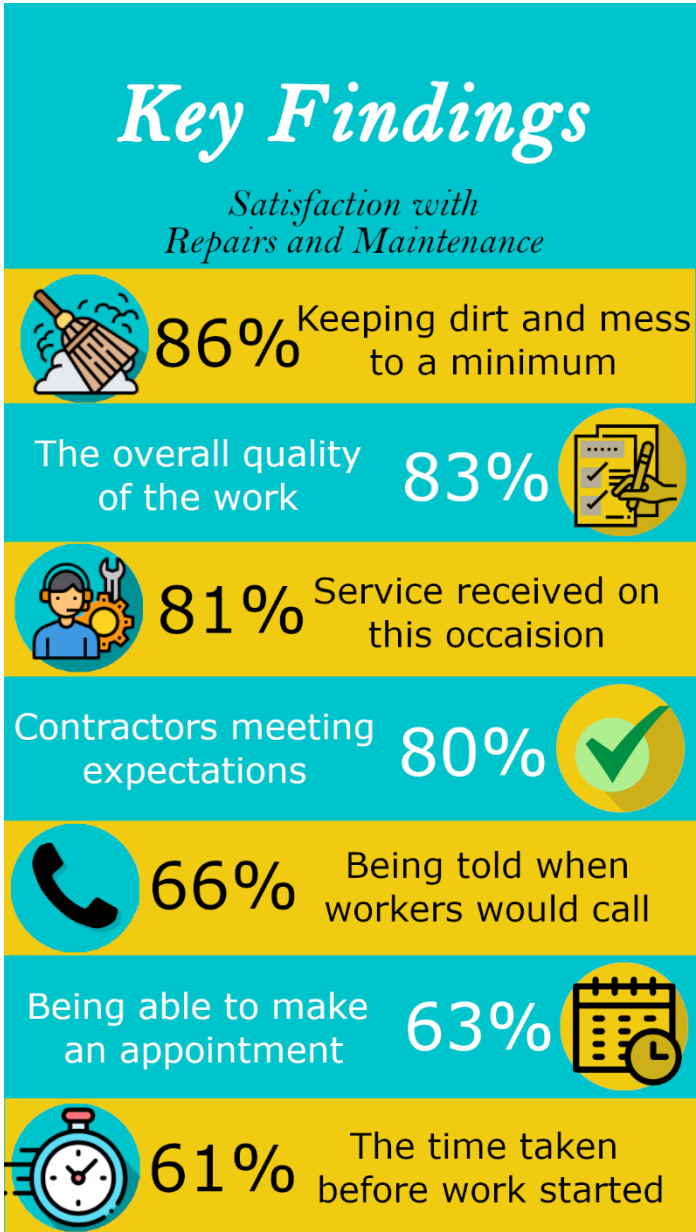 Key Findings
Satisfaction with
Repairs and Maintenance
86%
Keeping dirt and mess
to a minimum
The overall quality
of the work
83%
81%
Service received on
this occaision
Contractors meeting
expectations
80%
66%
Being told when
workers would call
Being able to make
an appointment
63%
61%
The time taken
before work started